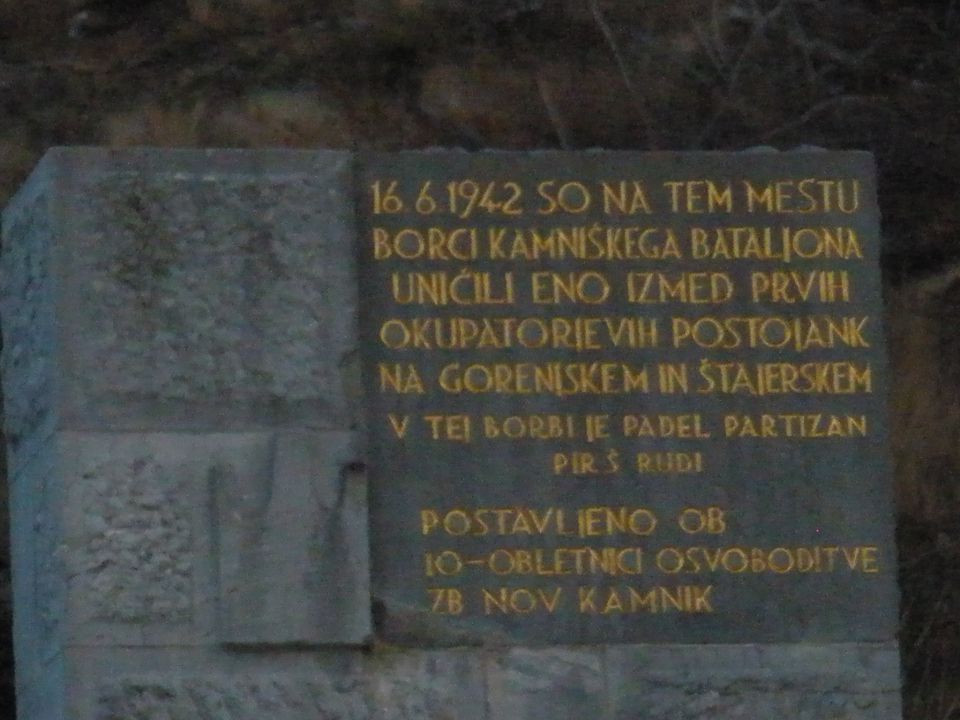 16.6.1942 SO NA TEM MESTU
BORCI KAMNIŠKEGA BATALJONA
UNIČILI ENO IZMED PRVIH
OKUPATORJEVIH POSTOJANK
NA GORENJSKEM IN ŠTAJERSKEM
V TEJ BORBI JE PADEL PARTIZAN
PIRŠ RUDI
POSTAVLJENO OB
10-OBLETNICI OSVOBODITVE
ZB NOV KAMNIK